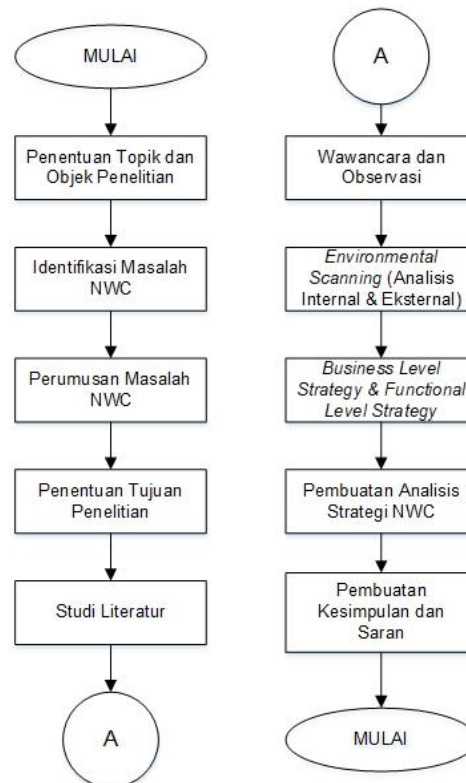 MULAI
Penentuan Topik dan
Objek Penelitian
Identifikasi Masalah
NWC
Perumusan Masalah
NWC
Penentuan Tujuan
Penelitian
Studi Literatur
A
A
Wawancara dan
Observasi
Environmental
Scanning (Analisis
Internal & Eksternal)
Business Level
Strategy & Functional
Level Strategy
Pembuatan Analisis
Strategi NWC
Pembuatan
Kesimpulan dan
Saran
MULAI